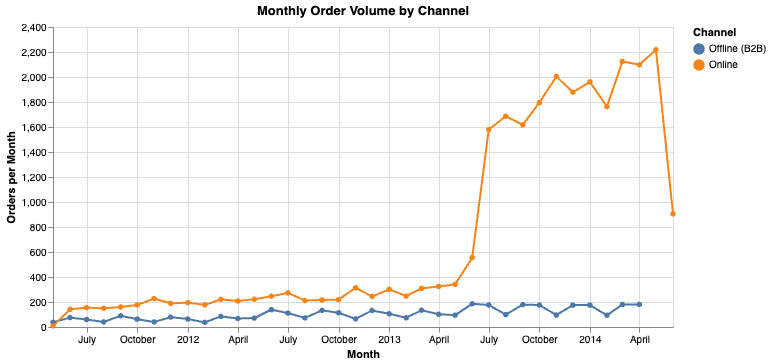 Monthly Order Volume by Channel
Channel
Offline (B2B)
Online
Orders per Month
2,400
2,200
2,000
1,800
1,600
1,400
1,200
1,000
800
600
400
200
0
July October 2012 April July October 2013 April July October 2014 April
Month